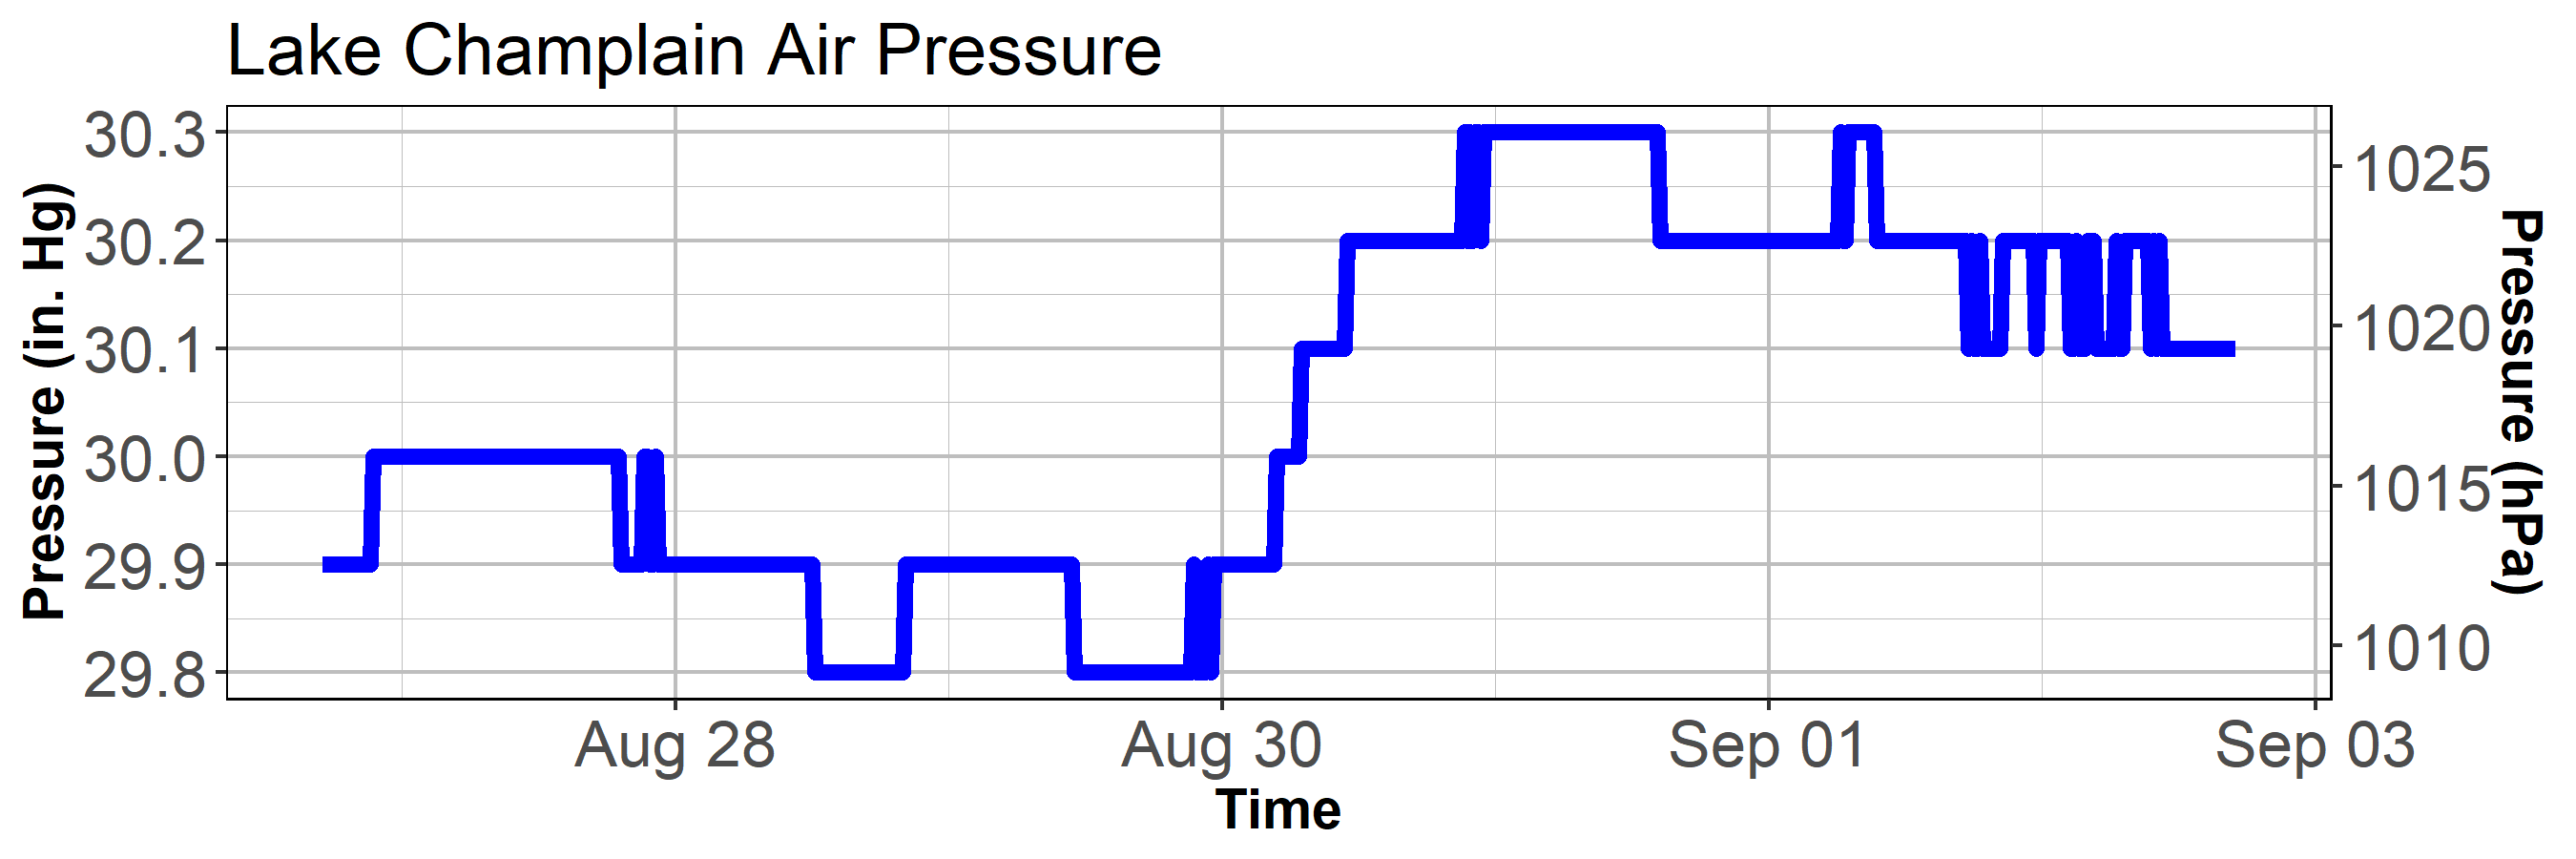 Lake Champlain Air Pressure
Pressure (in. Hg)
30.3
30.2
30.1
30.0
29.9
29.8
1025
1020
1015
1010
Pressure (hPa)
Aug 28
Aug 30
Sep 01
Sep 03
Time